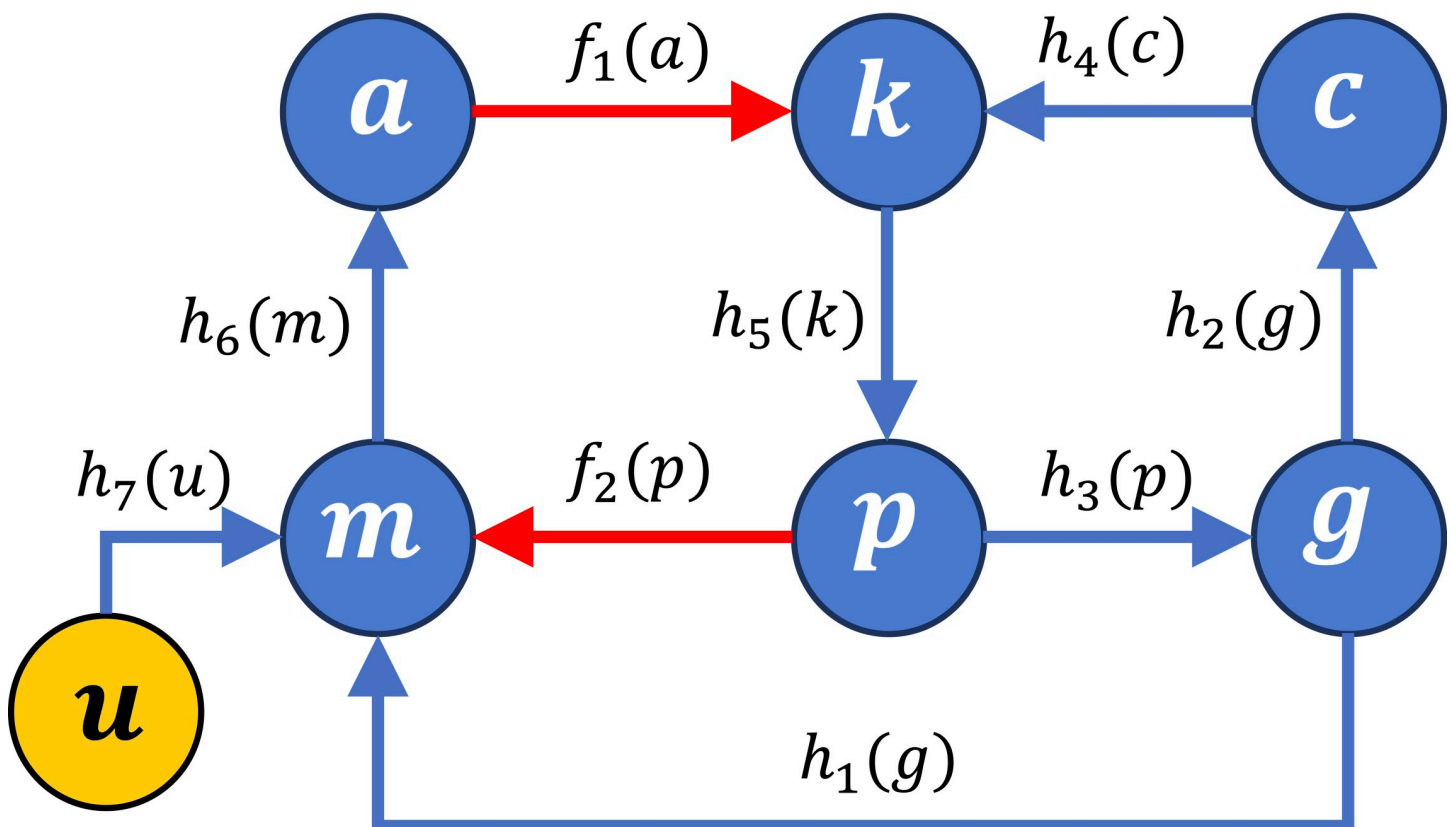 f₁(a)
h₄(c)
a
k
c
h₆(m)
h₅(k)
h₂(g)
h₇(u)
f₂(p)
h₃(p)
m
p
g
u
h₁(g)